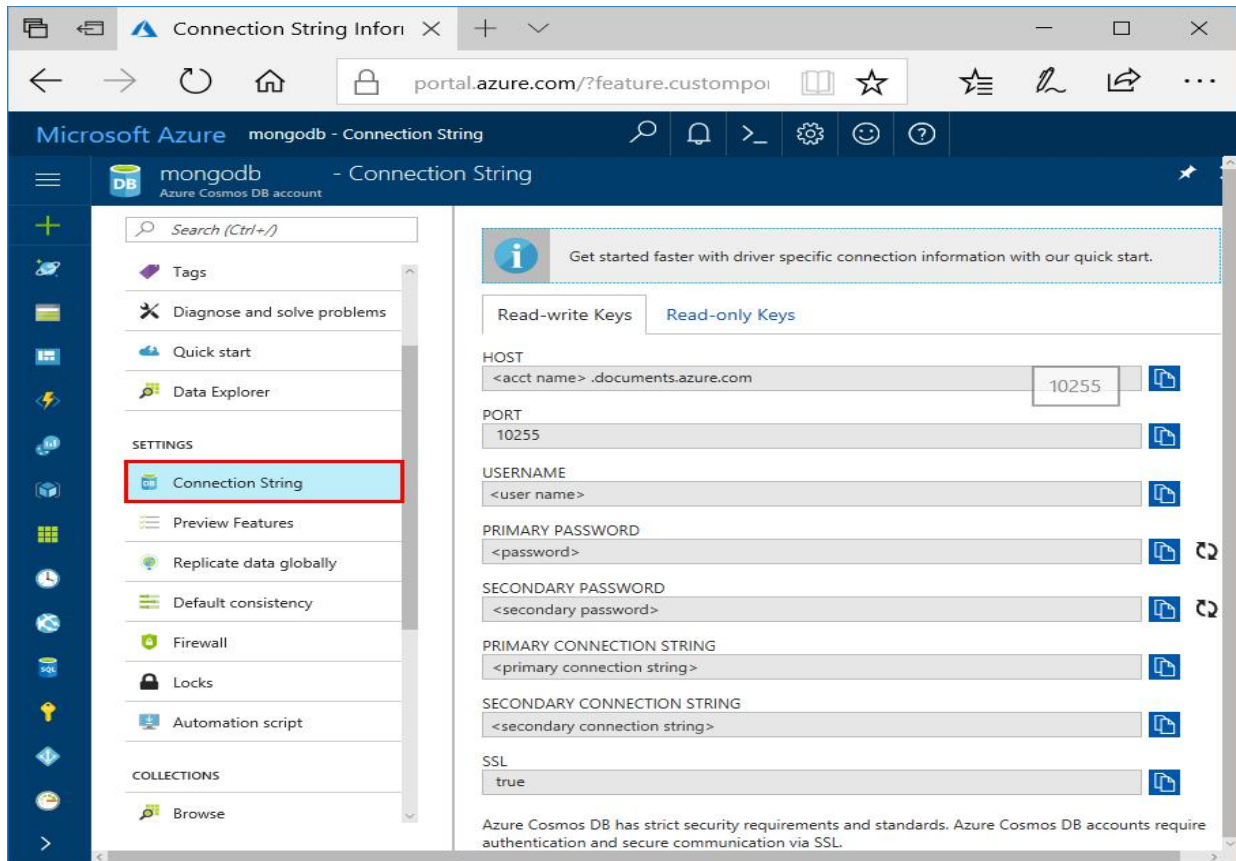 Connection String Infor
portal.azure.com/?feature.custompo
Microsoft Azure mongodb - Connection String
mongodb - Connection String
Azure Cosmos DB account
Search (Ctrl+/)
Tags
Diagnose and solve problems
Quick start
Data Explorer
SETTINGS
Connection String
Preview Features
Replicate data globally
Default consistency
Firewall
Locks
Automation script
COLLECTIONS
Browse
Get started faster with driver specific connection information with our quick start.
Read-write Keys Read-only Keys
HOST
<acct name> .documents.azure.com
10255
PORT
10255
USERNAME
<user name>
PRIMARY PASSWORD
<password>
SECONDARY PASSWORD
<secondary password>
PRIMARY CONNECTION STRING
<primary connection string>
SECONDARY CONNECTION STRING
<secondary connection string>
SSL
true
Azure Cosmos DB has strict security requirements and standards. Azure Cosmos DB accounts require
authentication and secure communication via SSL.